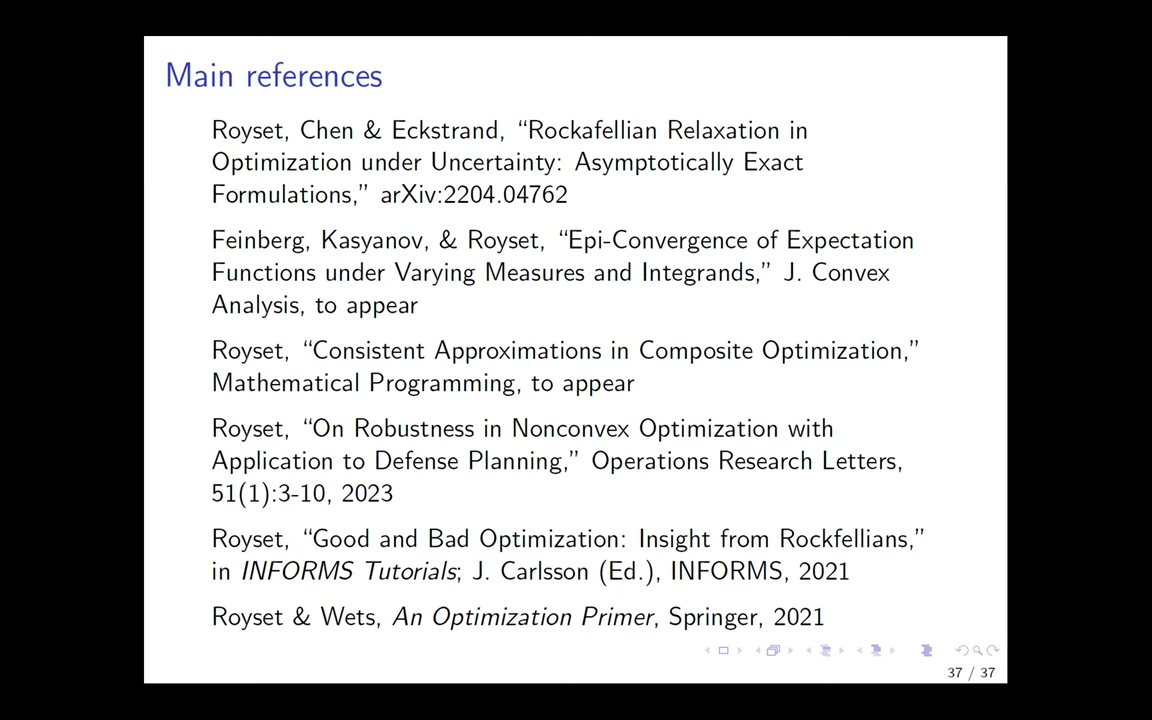 Main references
Royset, Chen & Eckstrand, “Rockafellian Relaxation in
Optimization under Uncertainty: Asymptotically Exact
Formulations,” arXiv:2204.04762
Feinberg, Kasyanov, & Royset, “Epi-Convergence of Expectation
Functions under Varying Measures and Integrands,” J. Convex
Analysis, to appear
Royset, “Consistent Approximations in Composite Optimization,”
Mathematical Programming, to appear
Royset, “On Robustness in Nonconvex Optimization with
Application to Defense Planning,” Operations Research Letters,
51(1):3-10, 2023
Royset, “Good and Bad Optimization: Insight from Rockfellians,”
in INFORMS Tutorials; J. Carlsson (Ed.), INFORMS, 2021
Royset & Wets, An Optimization Primer, Springer, 2021
37 / 37